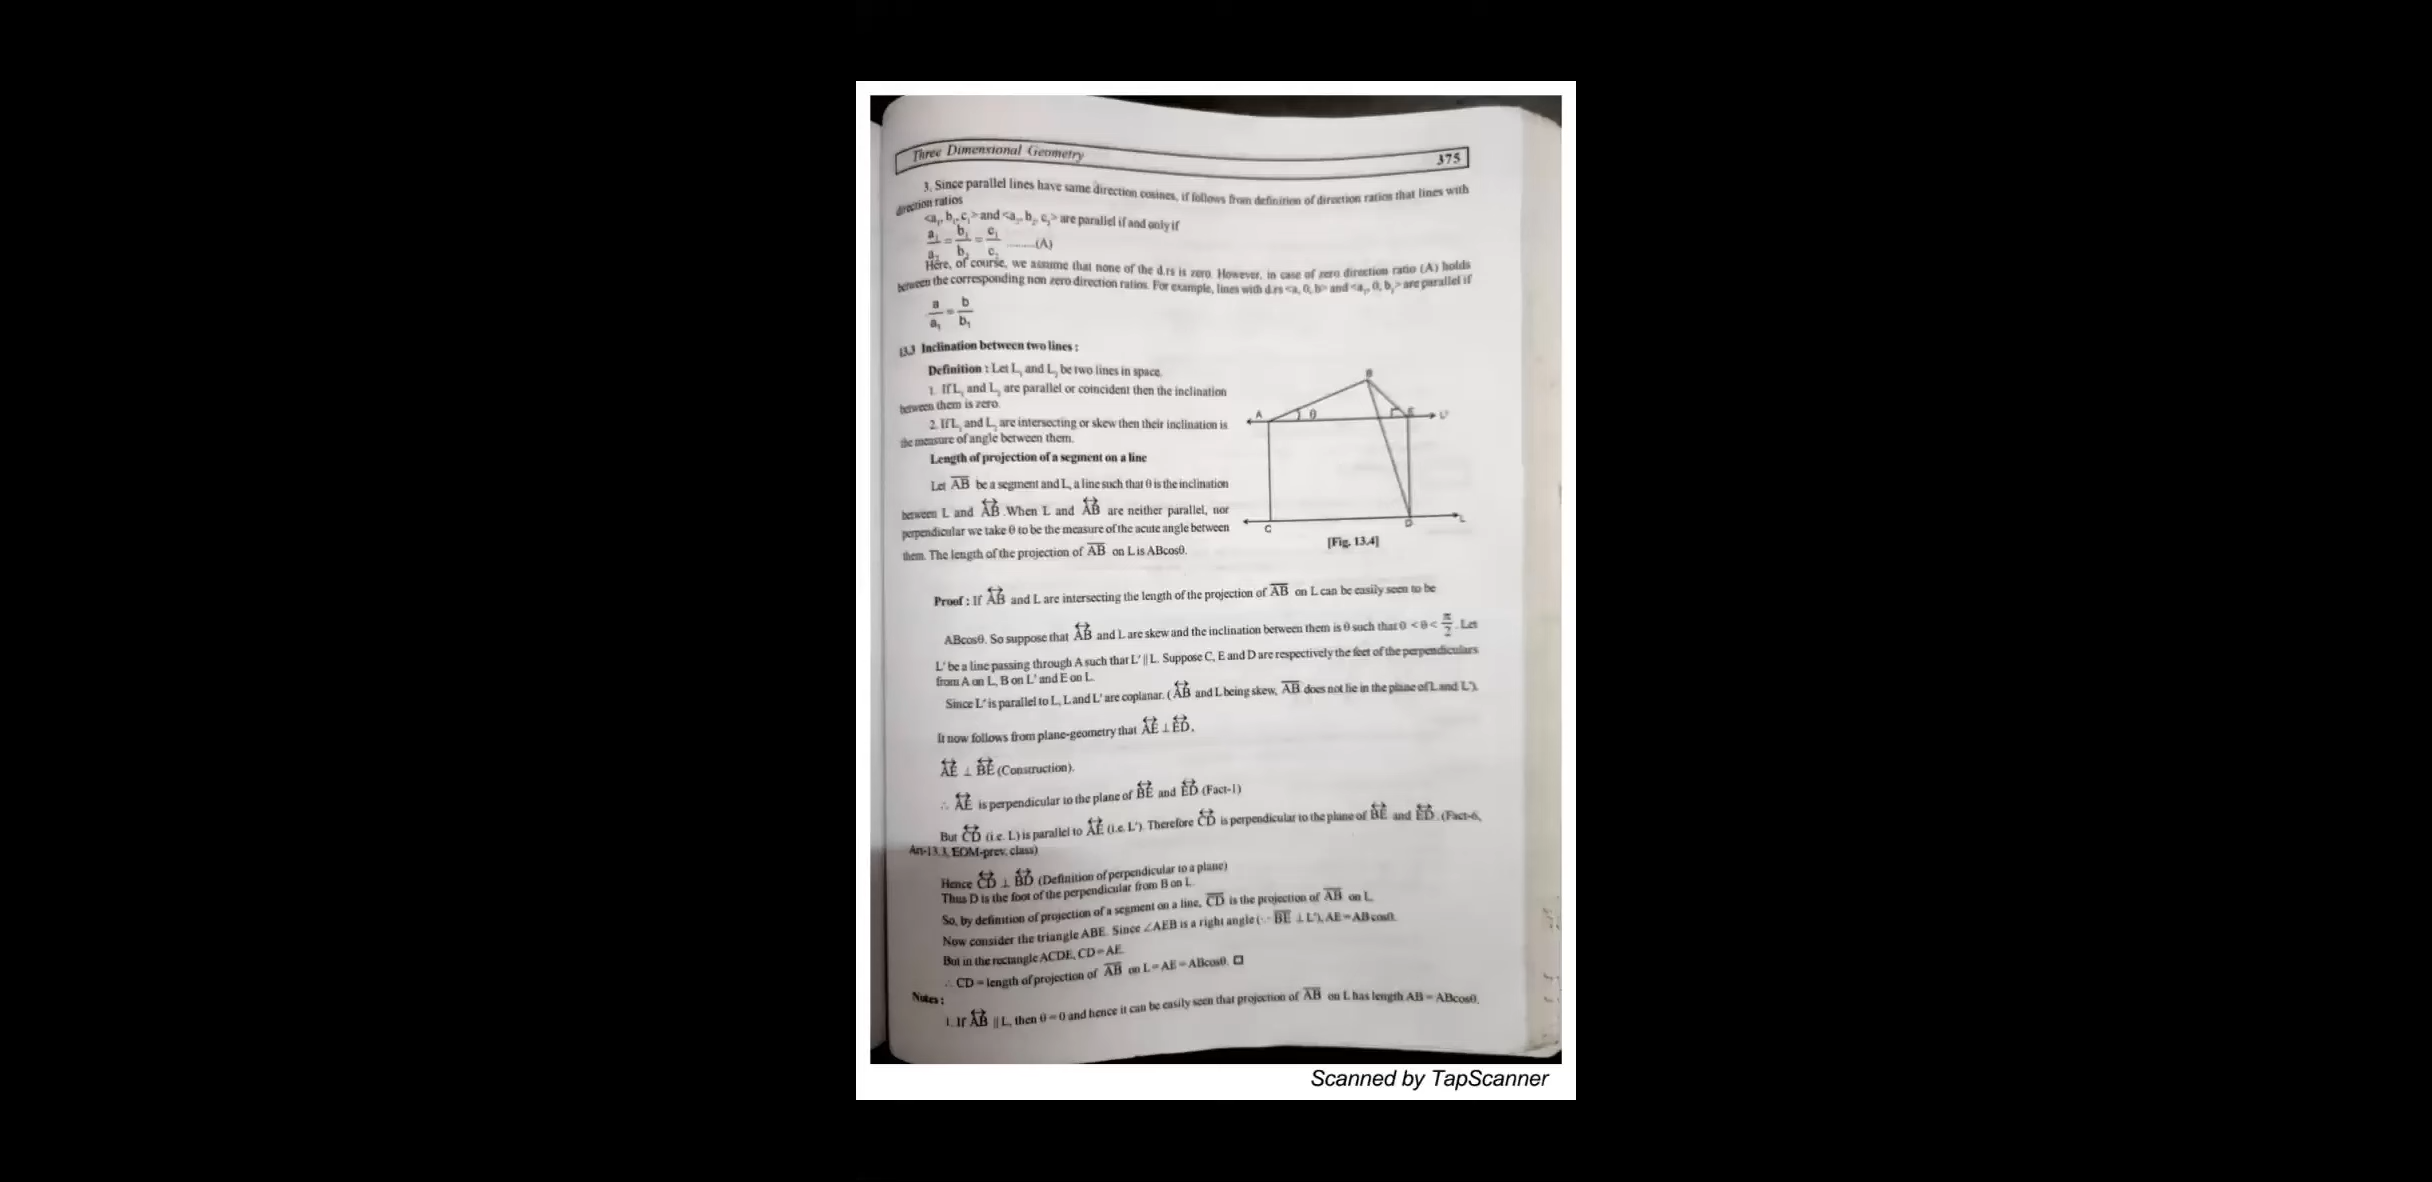 Three Dimensional Geometry 375
3. Since parallel lines have same direction cosines, if follows from definition of direction ratios that lines with
direction ratios
<a₁, b₁, c₁> and <a₂, b₂, c₂> are parallel if and only if
a₁/a₂ = b₁/b₂ = c₁/c₂ ..........(A)
Here, of course, we assume that none of the d.rs is zero. However, in case of zero direction ratio (A) holds
between the corresponding non zero direction ratios. For example, lines with d.rs <a, 0, b> and <a₁, 0, b₁> are parallel if
a/a₁ = b/b₁
13.3 Inclination between two lines :
Definition : Let L₁ and L₂ be two lines in space.
1. If L₁ and L₂ are parallel or coincident then the inclination
between them is zero.
2. If L₁ and L₂ are intersecting or skew then their inclination is
the measure of angle between them.
Length of projection of a segment on a line
Let A̅B̅ be a segment and L, a line such that θ is the inclination
between L and AB↔. When L and AB↔ are neither parallel, nor
perpendicular we take θ to be the measure of the acute angle between
them. The length of the projection of A̅B̅ on L is ABcosθ.
B
A θ E L'
C D L
[Fig. 13.4]
Proof : If AB↔ and L are intersecting the length of the projection of A̅B̅ on L can be easily seen to be
ABcosθ. So suppose that AB↔ and L are skew and the inclination between them is θ such that 0 < θ < π/2. Let
L' be a line passing through A such that L' || L. Suppose C, E and D are respectively the feet of the perpendiculars
from A on L, B on L' and E on L.
Since L' is parallel to L, L and L' are coplanar. ( AB↔ and L being skew, A̅B̅ does not lie in the plane of L and L').
It now follows from plane-geometry that AE↔ ⊥ ED↔.
AE↔ ⊥ BE↔ (Construction).
∴ AE↔ is perpendicular to the plane of BE↔ and ED↔ (Fact-1)
But CD↔ (i.e. L) is parallel to AE↔ (i.e. L'). Therefore CD↔ is perpendicular to the plane of BE↔ and ED↔. (Fact-6,
Art-13.3, EOM-prev. class)
Hence CD↔ ⊥ BD↔ (Definition of perpendicular to a plane)
Thus D is the foot of the perpendicular from B on L.
So, by definition of projection of a segment on a line, C̅D̅ is the projection of A̅B̅ on L.
Now consider the triangle ABE. Since ∠AEB is a right angle (∵ B̅E̅ ⊥ L'), AE = AB cosθ.
But in the rectangle ACDE, CD = AE.
∴ CD = length of projection of A̅B̅ on L = AE = ABcosθ. □
Notes :
1. If AB↔ || L, then θ = 0 and hence it can be easily seen that projection of A̅B̅ on L has length AB = ABcosθ.
Scanned by TapScanner